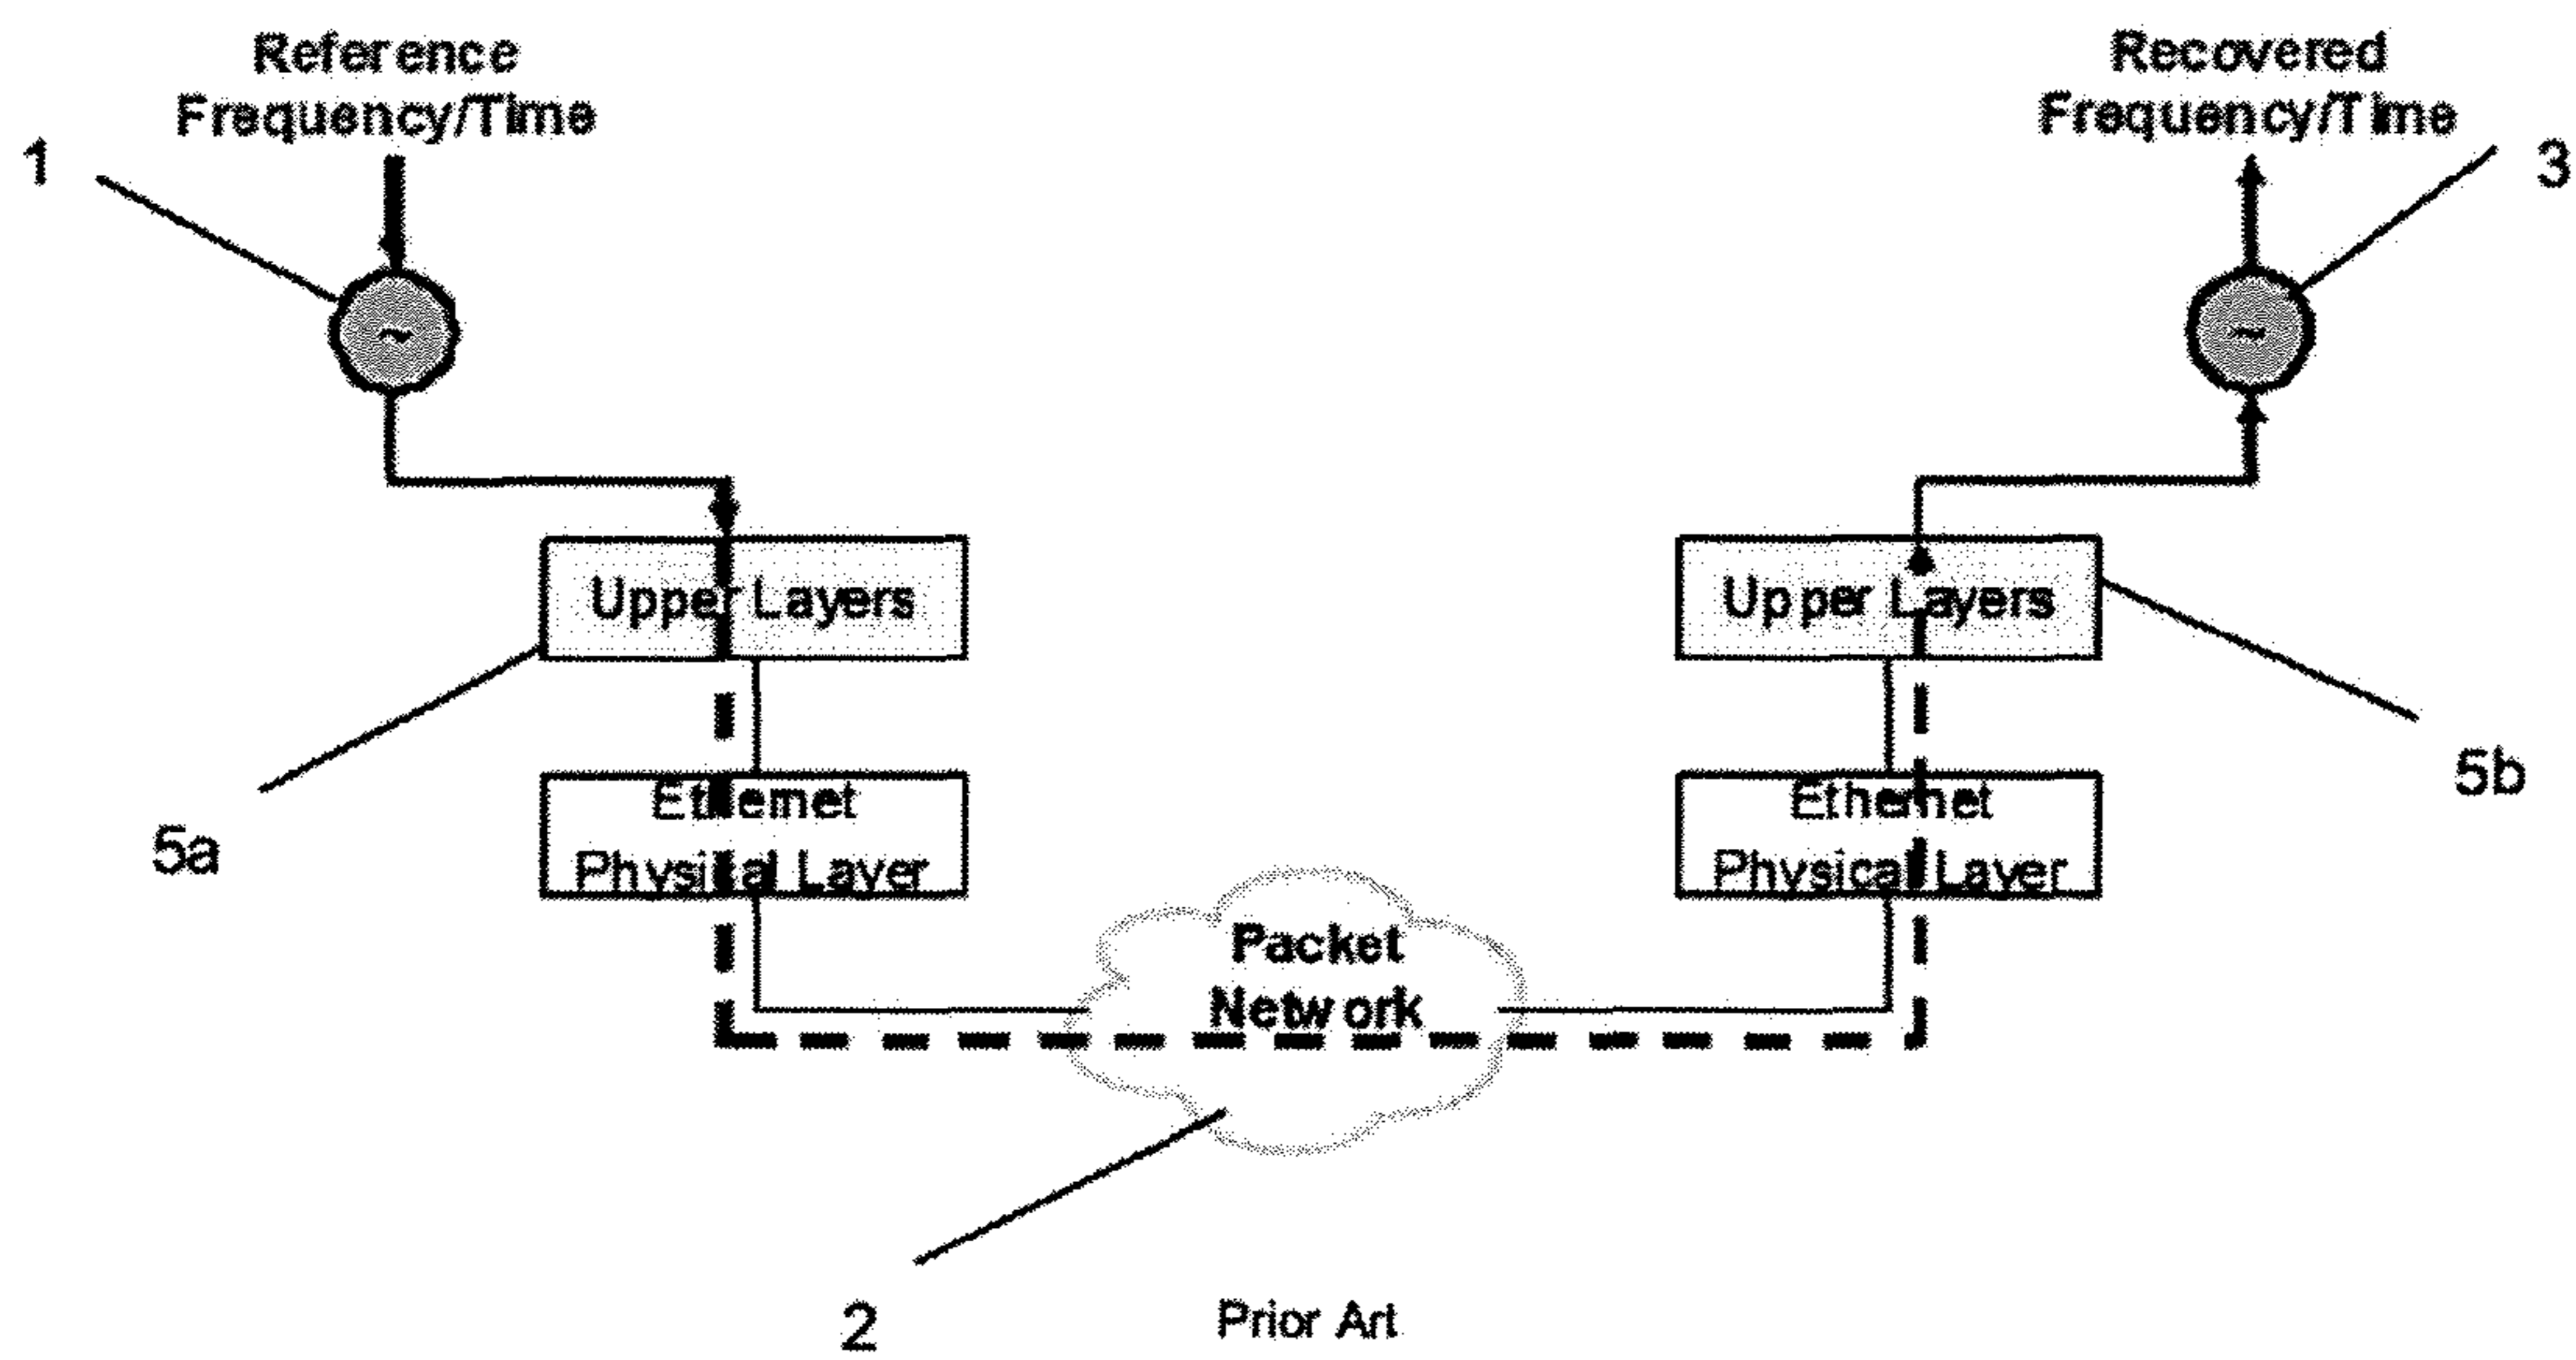 Reference
Frequency/Time
Recovered
Frequency/Time
1
3
~
~
Upper Layers
Upper Layers
5a
5b
Ethernet
Physical Layer
Ethernet
Physical Layer
Packet
Network
2
Prior Art